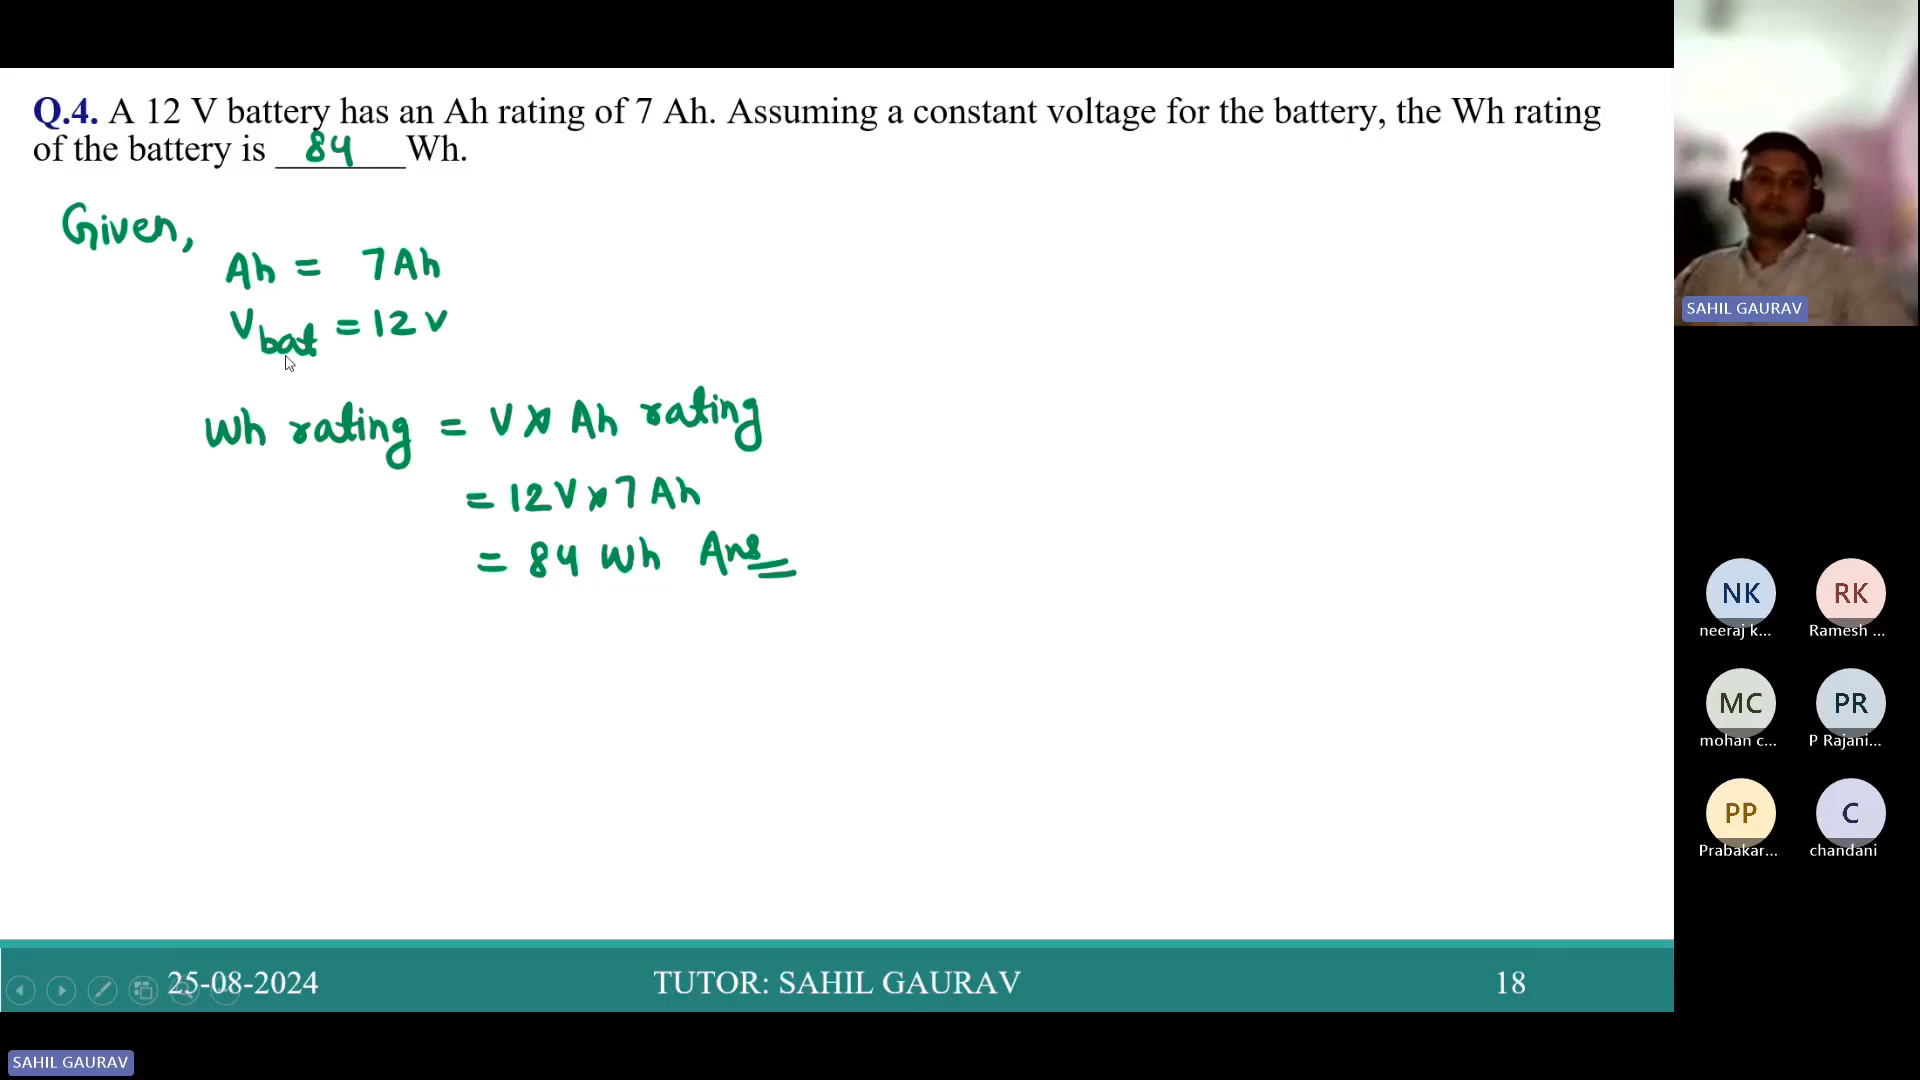 Q.4. A 12 V battery has an Ah rating of 7 Ah. Assuming a constant voltage for the battery, the Wh rating
of the battery is 84 Wh.
Given,
Ah = 7Ah
Vbat = 12 V
Wh rating = V x Ah rating
= 12V x 7 Ah
= 84 Wh Ans
25-08-2024 TUTOR: SAHIL GAURAV 18
SAHIL GAURAV
SAHIL GAURAV
NK RK
neeraj k... Ramesh ...
MC PR
mohan c... P Rajani...
PP C
Prabakar... chandani